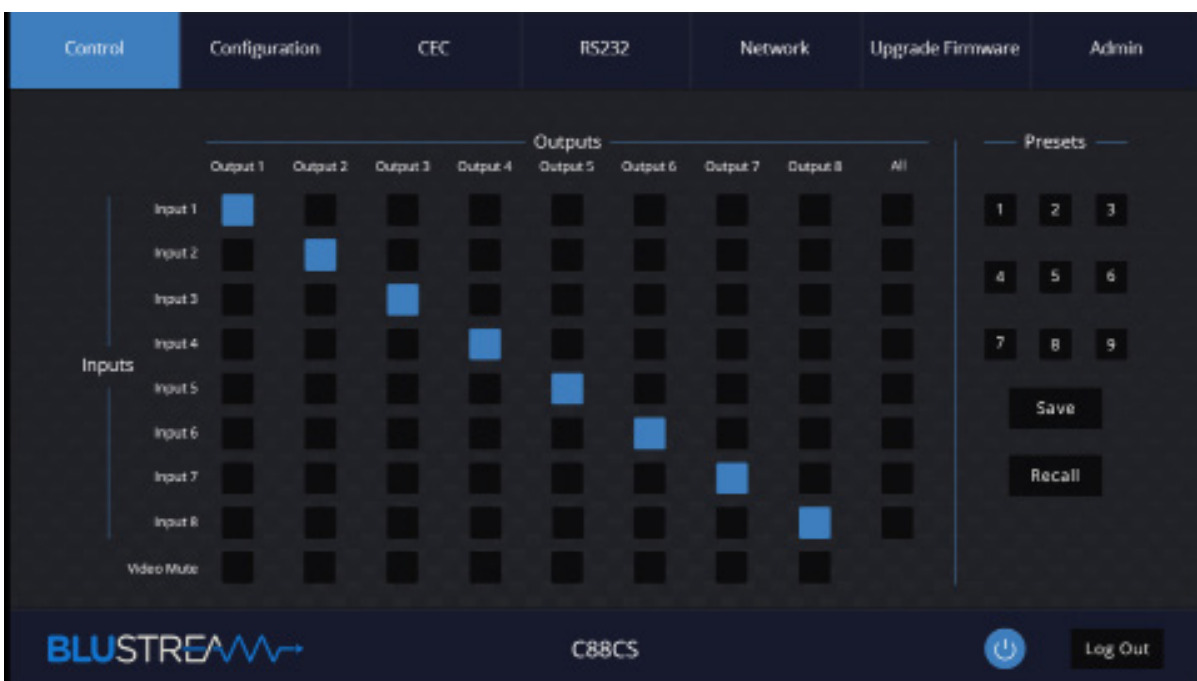 Control Configuration CEC RS232 Network Upgrade Firmware Admin
Outputs
Presets
Output 1 Output 2 Output 3 Output 4 Output 5 Output 6 Output 7 Output 8 All
Input 1
1 2 3
Input 2
Input 3
4 5 6
Input 4
7 8 9
Inputs
Input 5
Save
Input 6
Input 7
Recall
Input 8
Video Mute
BLUSTREAM
C88CS
Log Out